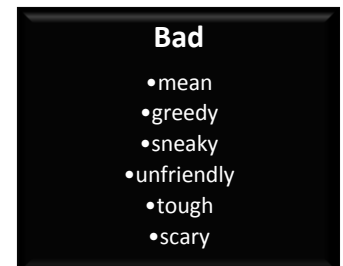 Bad
•mean
•greedy
•sneaky
•unfriendly
•tough
•scary